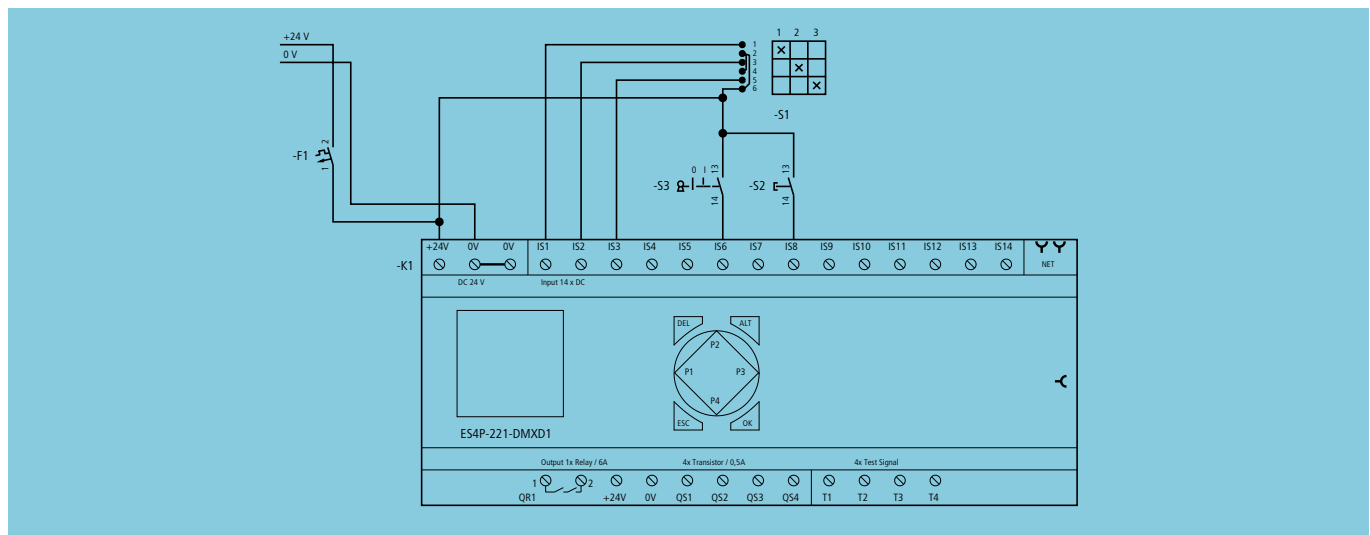 +24 V
0 V
1 2 3
1
2
3
4
5
6
-S1
-F1
2
1
-S3
0 I
13
14
-S2
13
14
-K1
+24V 0V 0V IS1 IS2 IS3 IS4 IS5 IS6 IS7 IS8 IS9 IS10 IS11 IS12 IS13 IS14
NET
DC 24 V
Input 14 x DC
DEL
ALT
P2
P1
P3
P4
ESC
OK
ES4P-221-DMXD1
Output 1x Relay / 6A
4x Transistor / 0,5A
4x Test Signal
1
2
QR1 +24V 0V QS1 QS2 QS3 QS4 T1 T2 T3 T4